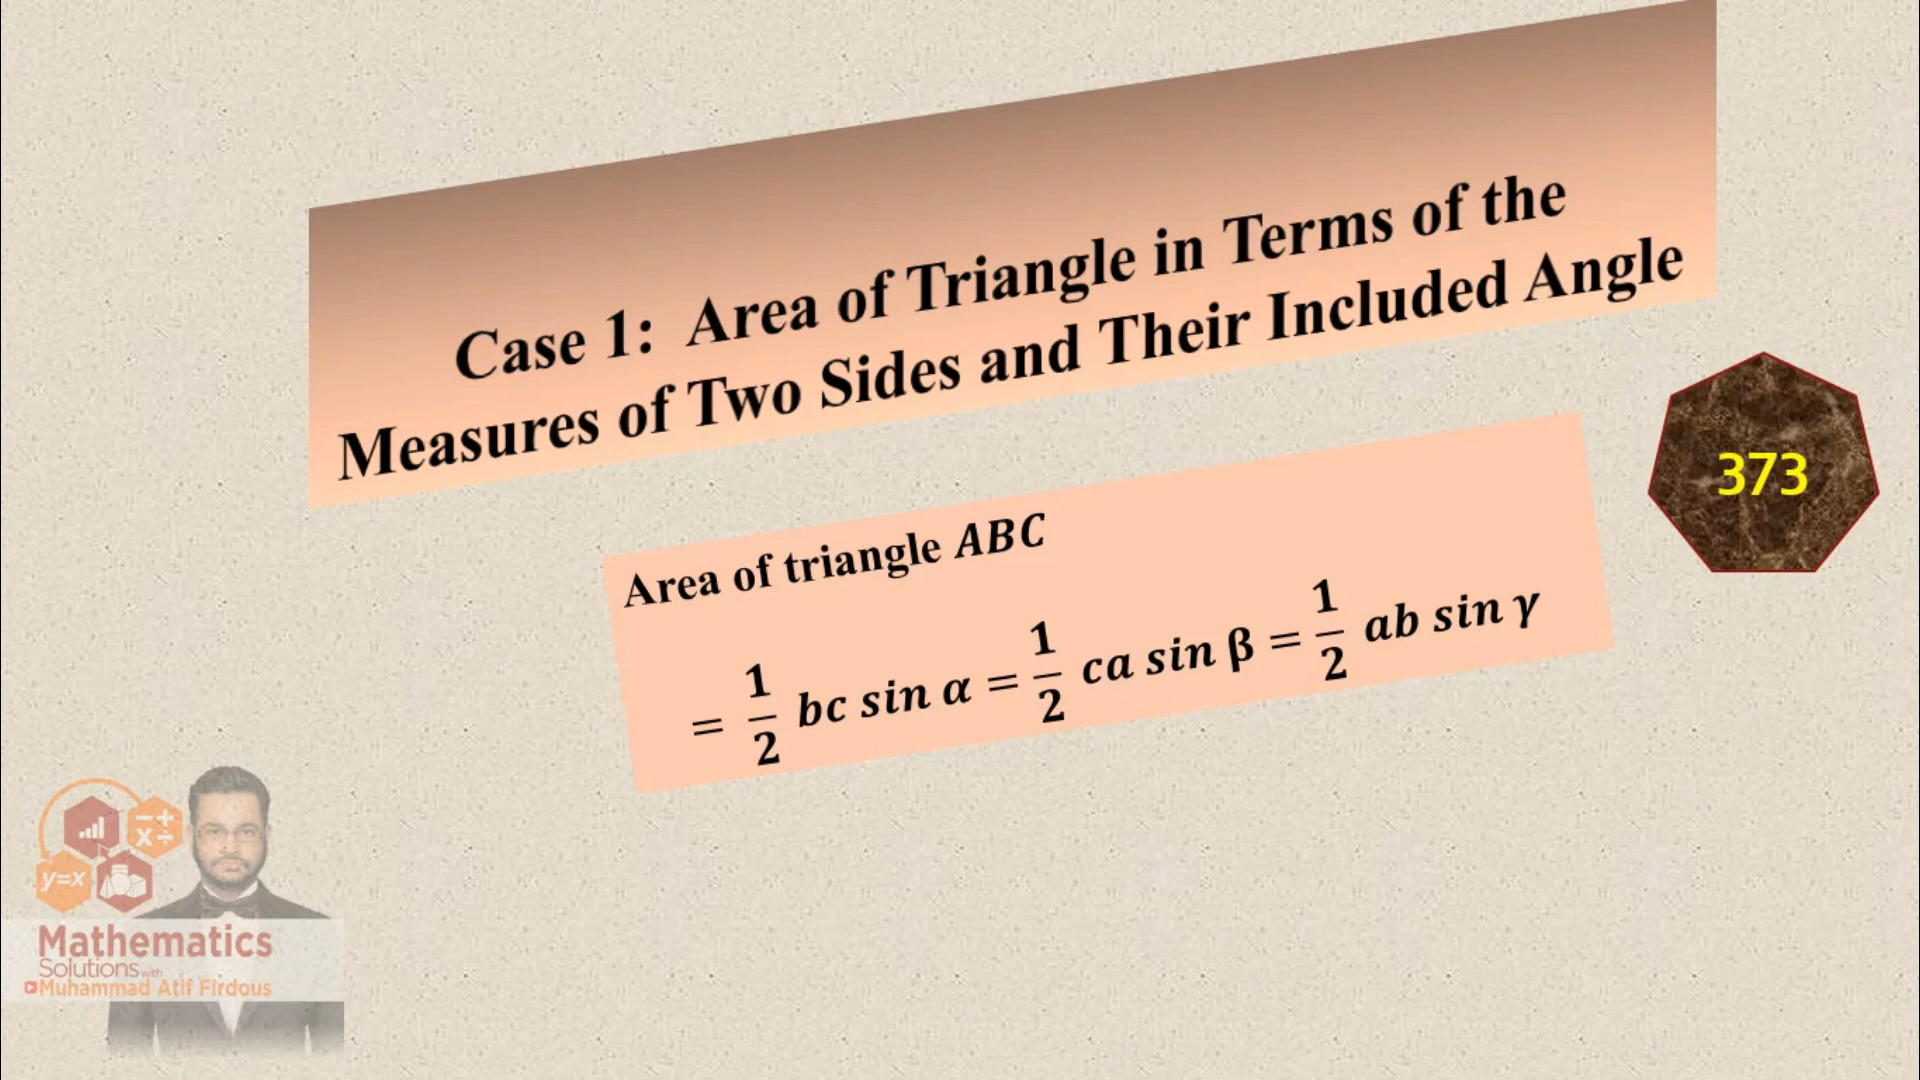 Case 1: Area of Triangle in Terms of the
Measures of Two Sides and Their Included Angle
373
Area of triangle ABC
= 1/2 bc sin α = 1/2 ca sin β = 1/2 ab sin γ
y=x
Mathematics
Solutions with
Muhammad Atif Firdous